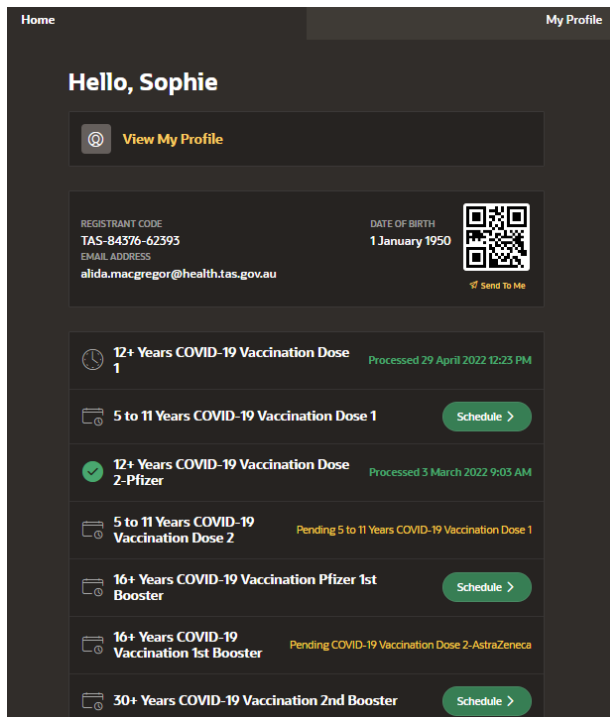 Home My Profile
Hello, Sophie
View My Profile
REGISTRANT CODE DATE OF BIRTH
TAS-84376-62393 1 January 1950
EMAIL ADDRESS
alida.macgregor@health.tas.gov.au
Send To Me
12+ Years COVID-19 Vaccination Dose
1 Processed 29 April 2022 12:23 PM
5 to 11 Years COVID-19 Vaccination Dose 1 Schedule
12+ Years COVID-19 Vaccination Dose
2-Pfizer Processed 3 March 2022 9:03 AM
5 to 11 Years COVID-19
Vaccination Dose 2 Pending 5 to 11 Years COVID-19 Vaccination Dose 1
16+ Years COVID-19 Vaccination Pfizer 1st
Booster Schedule
16+ Years COVID-19
Vaccination 1st Booster Pending COVID-19 Vaccination Dose 2-AstraZeneca
30+ Years COVID-19 Vaccination 2nd Booster Schedule